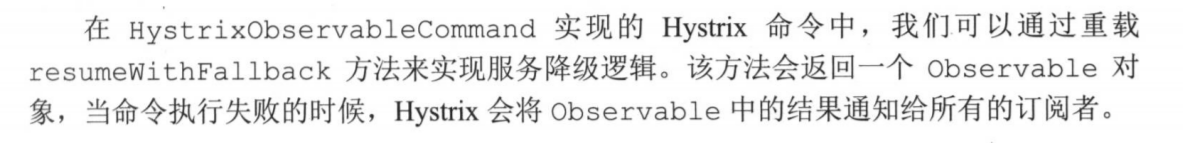 在 HystrixObservableCommand 实现的 Hystrix 命令中，我们可以通过重载
resumeWithFallback 方法来实现服务降级逻辑。该方法会返回一个 Observable 对
象，当命令执行失败的时候，Hystrix 会将 Observable 中的结果通知给所有的订阅者。